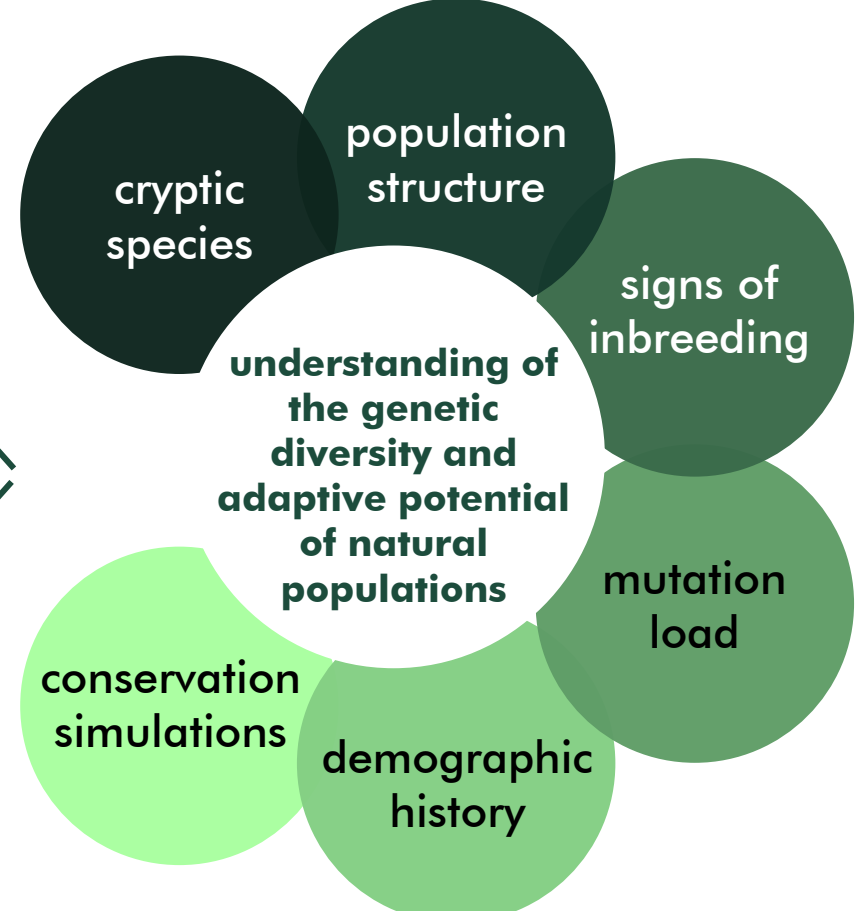 cryptic
species
population
structure
signs of
inbreeding
mutation
load
demographic
history
conservation
simulations
understanding of
the genetic
diversity and
adaptive potential
of natural
populations